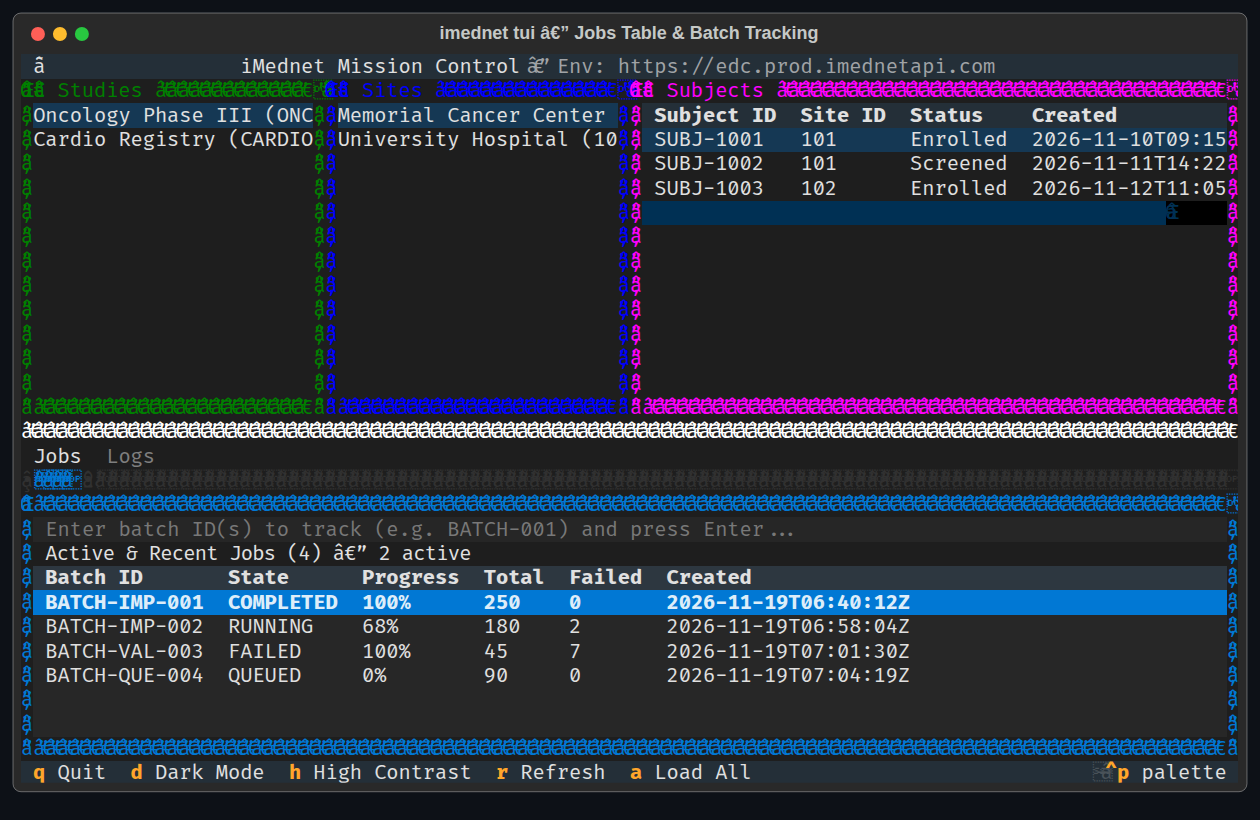 imednet tui â€” Jobs Table & Batch Tracking
iMednet Mission Control â€” Env: https://edc.prod.imednetapi.com
Studies Sites Subjects
Oncology Phase III (ONC Memorial Cancer Center Subject ID Site ID Status Created
Cardio Registry (CARDIO University Hospital (10 SUBJ-1001 101 Enrolled 2026-11-10T09:15
SUBJ-1002 101 Screened 2026-11-11T14:22
SUBJ-1003 102 Enrolled 2026-11-12T11:05
Jobs Logs
Enter batch ID(s) to track (e.g. BATCH-001) and press Enter...
Active & Recent Jobs (4) â€” 2 active
Batch ID State Progress Total Failed Created
BATCH-IMP-001 COMPLETED 100% 250 0 2026-11-19T06:40:12Z
BATCH-IMP-002 RUNNING 68% 180 2 2026-11-19T06:58:04Z
BATCH-VAL-003 FAILED 100% 45 7 2026-11-19T07:01:30Z
BATCH-QUE-004 QUEUED 0% 90 0 2026-11-19T07:04:19Z
q Quit d Dark Mode h High Contrast r Refresh a Load All ^p palette